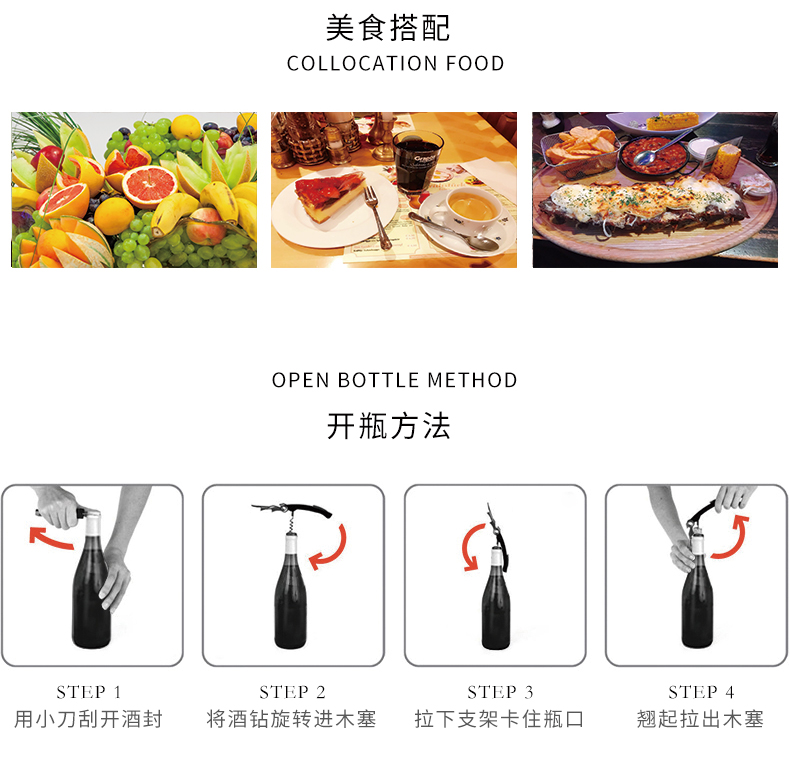 美食搭配
COLLOCATION FOOD
OPEN BOTTLE METHOD
开瓶方法
STEP 1
用小刀刮开酒封
STEP 2
将酒钻旋转进木塞
STEP 3
拉下支架卡住瓶口
STEP 4
翘起拉出木塞